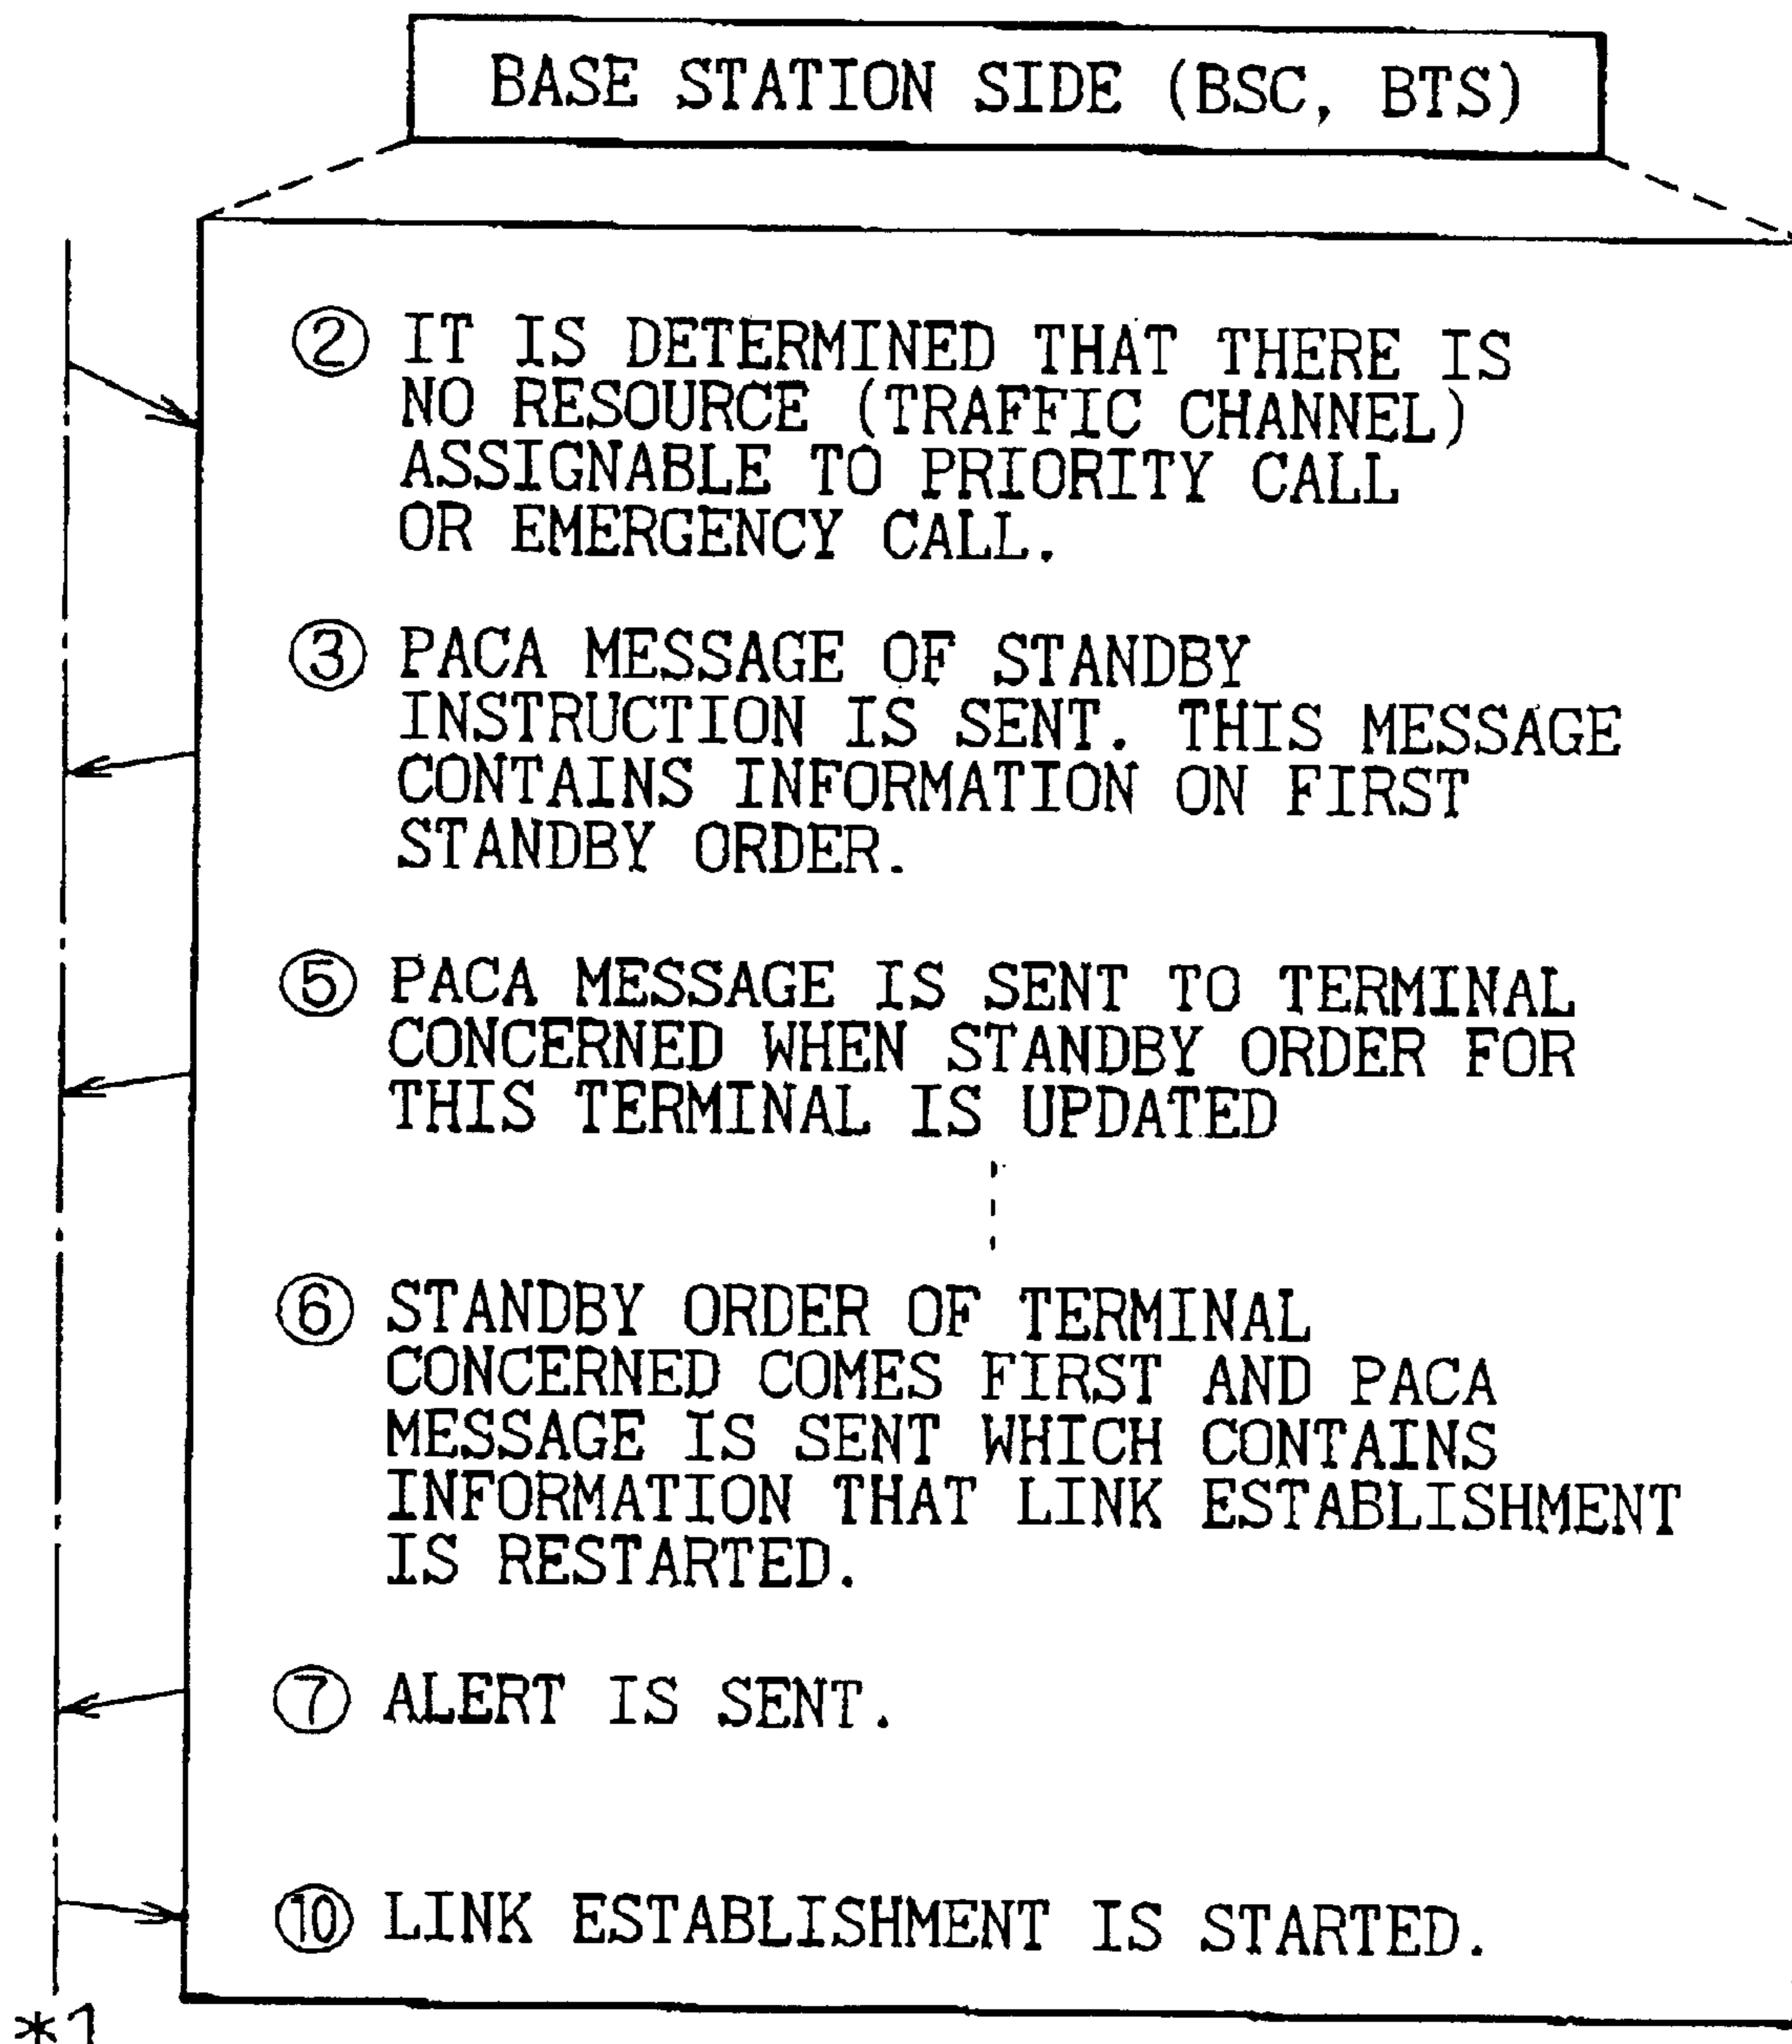 BASE STATION SIDE (BSC, BTS)
② IT IS DETERMINED THAT THERE IS
NO RESOURCE (TRAFFIC CHANNEL)
ASSIGNABLE TO PRIORITY CALL
OR EMERGENCY CALL.
③ PACA MESSAGE OF STANDBY
INSTRUCTION IS SENT. THIS MESSAGE
CONTAINS INFORMATION ON FIRST
STANDBY ORDER.
⑤ PACA MESSAGE IS SENT TO TERMINAL
CONCERNED WHEN STANDBY ORDER FOR
THIS TERMINAL IS UPDATED
⑥ STANDBY ORDER OF TERMINAL
CONCERNED COMES FIRST AND PACA
MESSAGE IS SENT WHICH CONTAINS
INFORMATION THAT LINK ESTABLISHMENT
IS RESTARTED.
⑦ ALERT IS SENT.
⑩ LINK ESTABLISHMENT IS STARTED.
*1